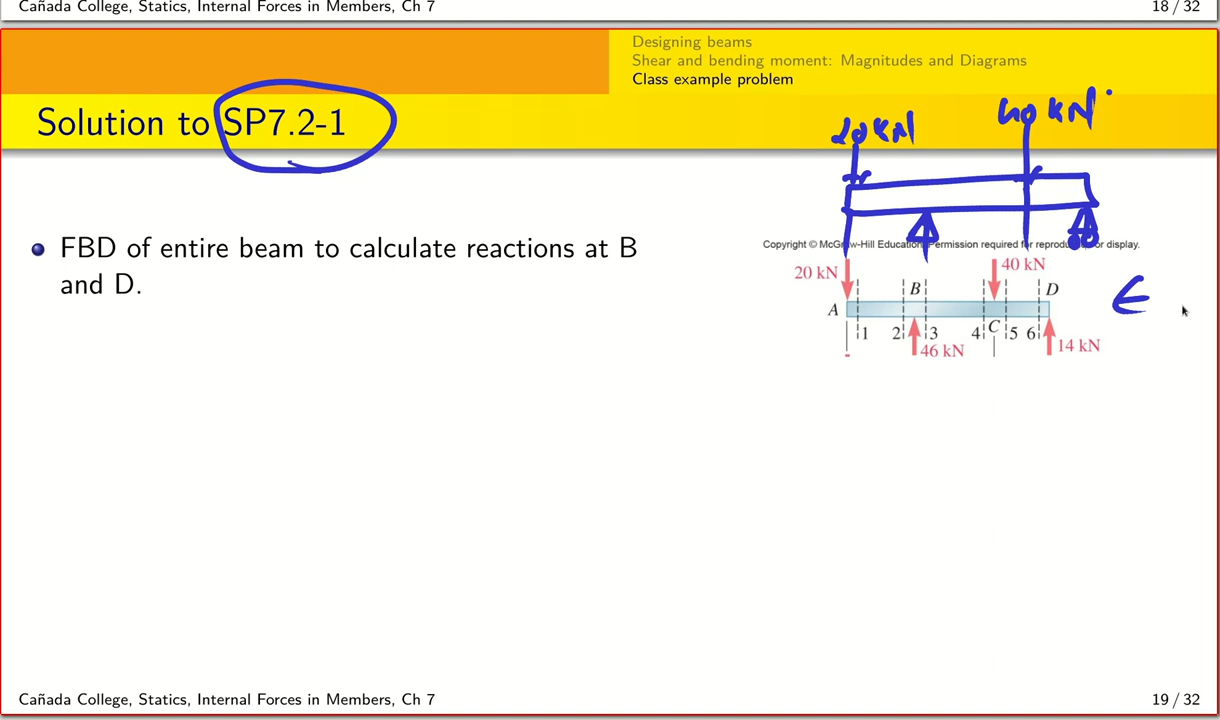 Cañada College, Statics, Internal Forces in Members, Ch 7 18 / 32
Designing beams
Shear and bending moment: Magnitudes and Diagrams
Class example problem
Solution to SP7.2-1
20 kN 40 kN
FBD of entire beam to calculate reactions at B
and D.
Copyright © McGraw-Hill Education. Permission required for reproduction or display.
20 kN 40 kN
A B D
1 2 3 4 C 5 6
46 kN 14 kN
Cañada College, Statics, Internal Forces in Members, Ch 7 19 / 32